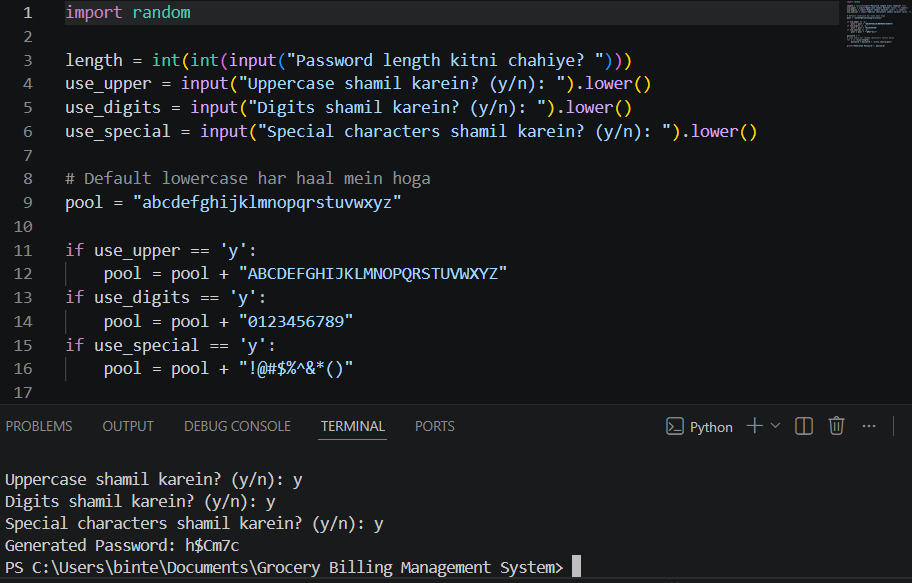 1 import random
2
3 length = int(int(input("Password length kitni chahiye? ")))
4 use_upper = input("Uppercase shamil karein? (y/n): ").lower()
5 use_digits = input("Digits shamil karein? (y/n): ").lower()
6 use_special = input("Special characters shamil karein? (y/n): ").lower()
7
8 # Default lowercase har haal mein hoga
9 pool = "abcdefghijklmnopqrstuvwxyz"
10
11 if use_upper == 'y':
12     pool = pool + "ABCDEFGHIJKLMNOPQRSTUVWXYZ"
13 if use_digits == 'y':
14     pool = pool + "0123456789"
15 if use_special == 'y':
16     pool = pool + "!@#$%^&*()"
17
PROBLEMS OUTPUT DEBUG CONSOLE TERMINAL PORTS Python
Uppercase shamil karein? (y/n): y
Digits shamil karein? (y/n): y
Special characters shamil karein? (y/n): y
Generated Password: h$Cm7c
PS C:\Users\binte\Documents\Grocery Billing Management System>